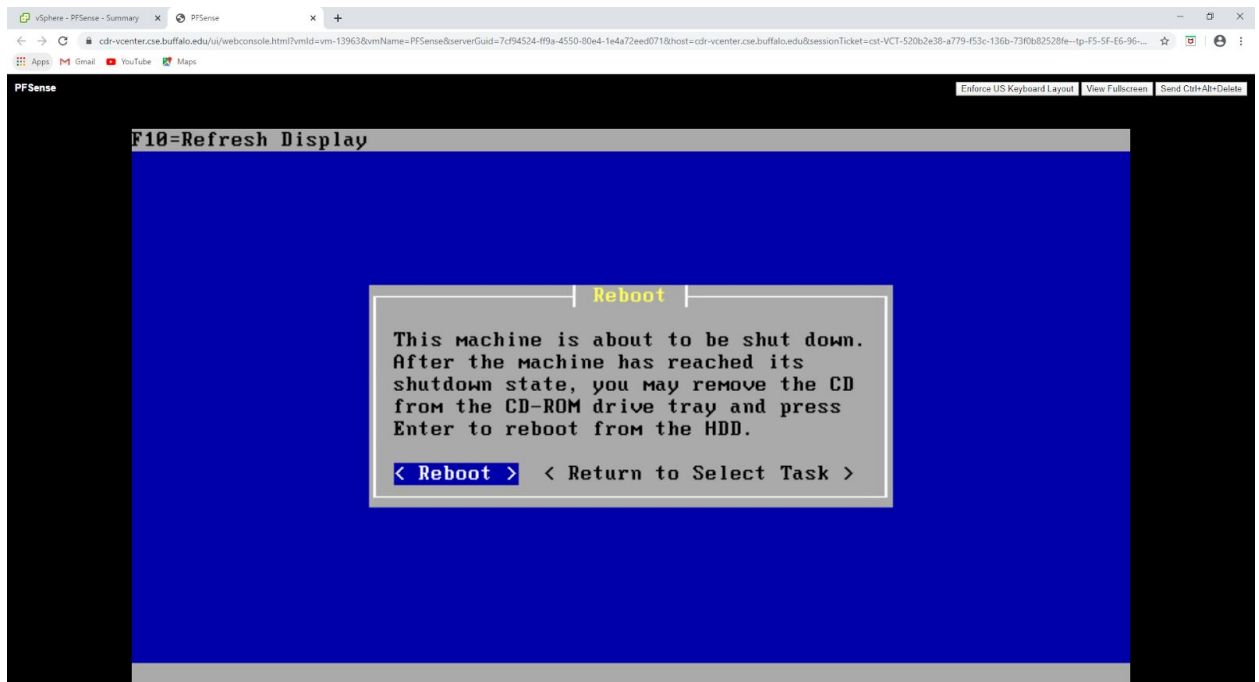 vSphere - PFSense - Summary
PFSense
cdr-vcenter.cse.buffalo.edu/ui/webconsole.html?vmId=vm-13963&vmName=PFSense&serverGuid=7cf94524-ff9a-4550-80e4-1e4a72eed071&host=cdr-vcenter.cse.buffalo.edu&sessionTicket=cst-VCT-520b2e38-a779-f53c-136b-73f0b82528fe--tp-F5-5F-E6-96-...
Apps Gmail YouTube Maps
PFSense
Enforce US Keyboard Layout View Fullscreen Send Ctrl+Alt+Delete
F10=Refresh Display
Reboot
This machine is about to be shut down.
After the machine has reached its
shutdown state, you may remove the CD
from the CD-ROM drive tray and press
Enter to reboot from the HDD.
< Reboot > < Return to Select Task >